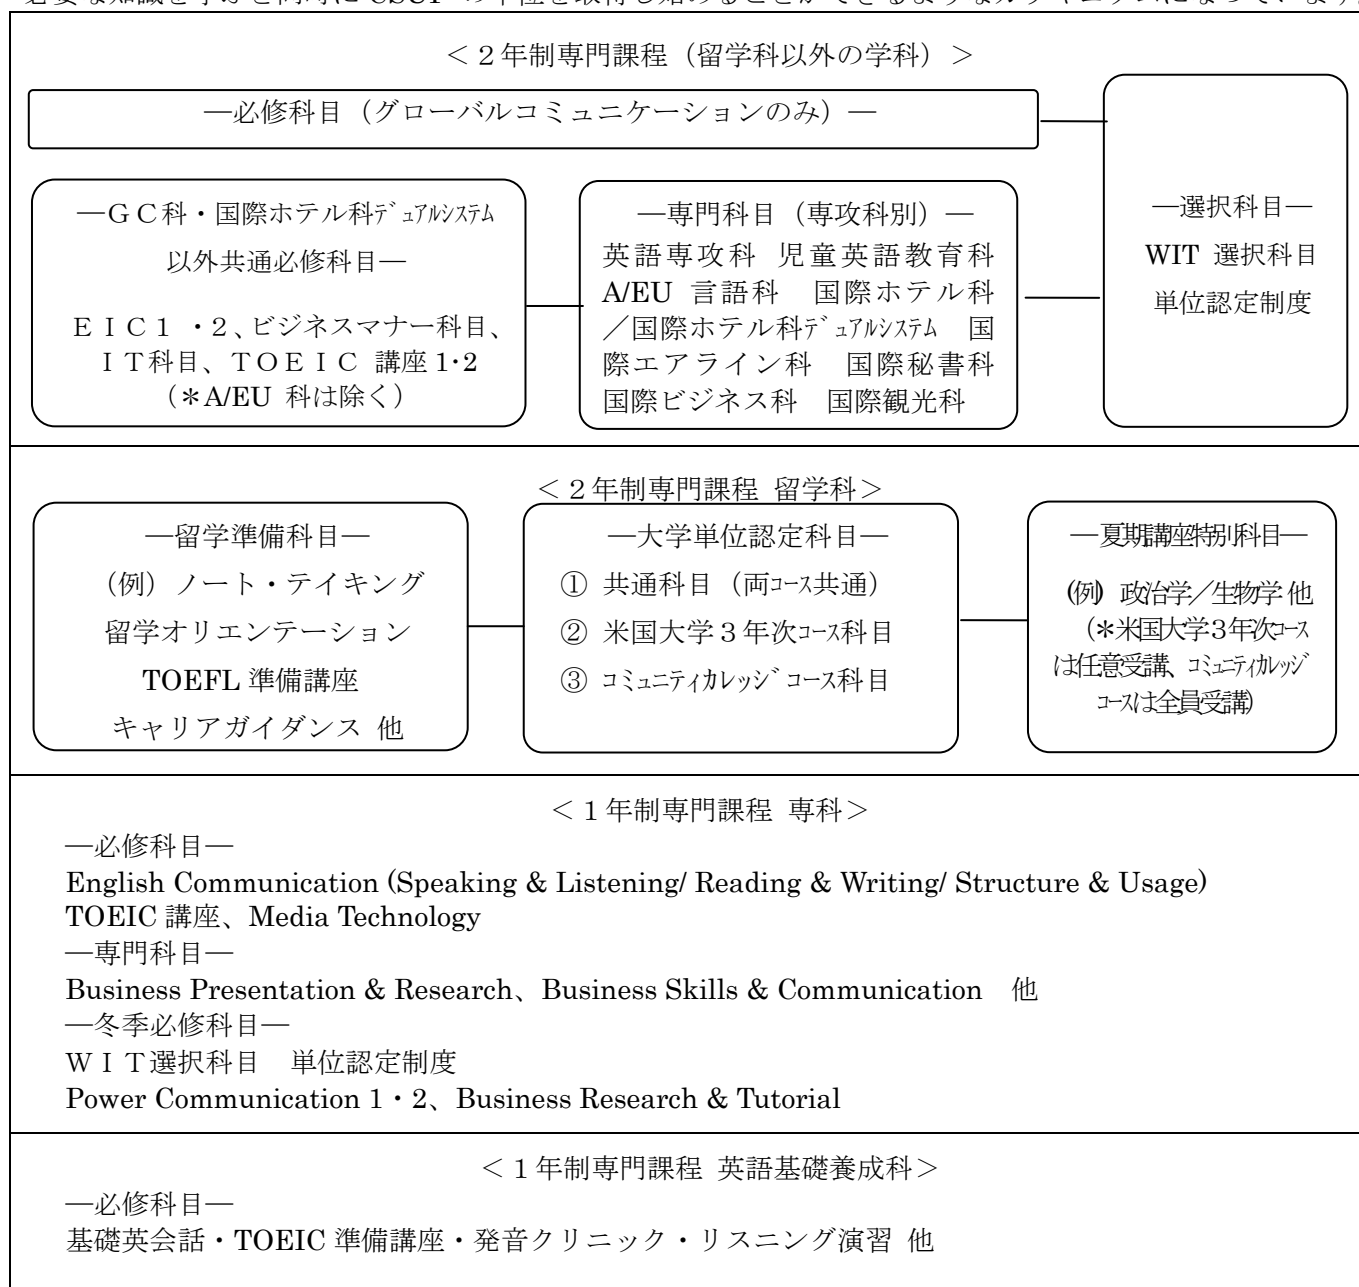 ＜２年制専門課程（留学科以外の学科）＞
―必修科目（グローバルコミュニケーションのみ）―
―ＧＣ科・国際ホテル科ﾃﾞｭｱﾙｼｽﾃﾑ
以外共通必修科目―
ＥＩＣ１・２、ビジネスマナー科目、
ＩＴ科目、ＴＯＥＩＣ 講座１･２
（＊A/EU 科は除く）
―専門科目（専攻科別）―
英語専攻科 児童英語教育科
A/EU 言語科　国際ホテル科
／国際ホテル科ﾃﾞｭｱﾙｼｽﾃﾑ　国
際エアライン科　国際秘書科
国際ビジネス科　国際観光科
―選択科目―
WIT 選択科目
単位認定制度
＜２年制専門課程 留学科＞
―留学準備科目―
（例）ノート・テイキング
留学オリエンテーション
TOEFL 準備講座
キャリアガイダンス 他
―大学単位認定科目―
① 共通科目（両ｺｰｽ共通）
② 米国大学３年次ｺｰｽ科目
③ ｺﾐｭﾆﾃｨｶﾚｯｼﾞｺｰｽ科目
―夏期講座特別科目―
(例) 政治学／生物学 他
（＊米国大学３年次ｺｰｽ
は任意受講、ｺﾐｭﾆﾃｨｶﾚｯｼﾞ
ｺｰｽは全員受講)
＜１年制専門課程 専科＞
―必修科目―
English Communication (Speaking & Listening/ Reading & Writing/ Structure & Usage)
TOEIC 講座、Media Technology
―専門科目―
Business Presentation & Research、Business Skills & Communication　他
―冬季必修科目―
ＷＩＴ選択科目　単位認定制度
Power Communication 1・2、Business Research & Tutorial
＜１年制専門課程 英語基礎養成科＞
―必修科目―
基礎英会話・TOEIC 準備講座・発音クリニック・リスニング演習 他